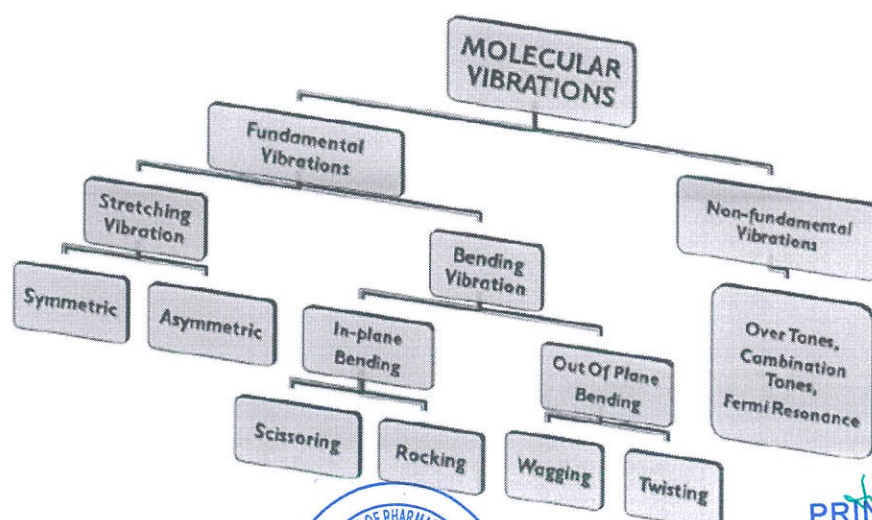 MOLECULAR
VIBRATIONS
Fundamental
Vibrations
Non-fundamental
Vibrations
Stretching
Vibration
Bending
Vibration
Symmetric
Asymmetric
In-plane
Bending
Out Of Plane
Bending
Over Tones,
Combination
Tones,
Fermi Resonance
Scissoring
Rocking
Wagging
Twisting